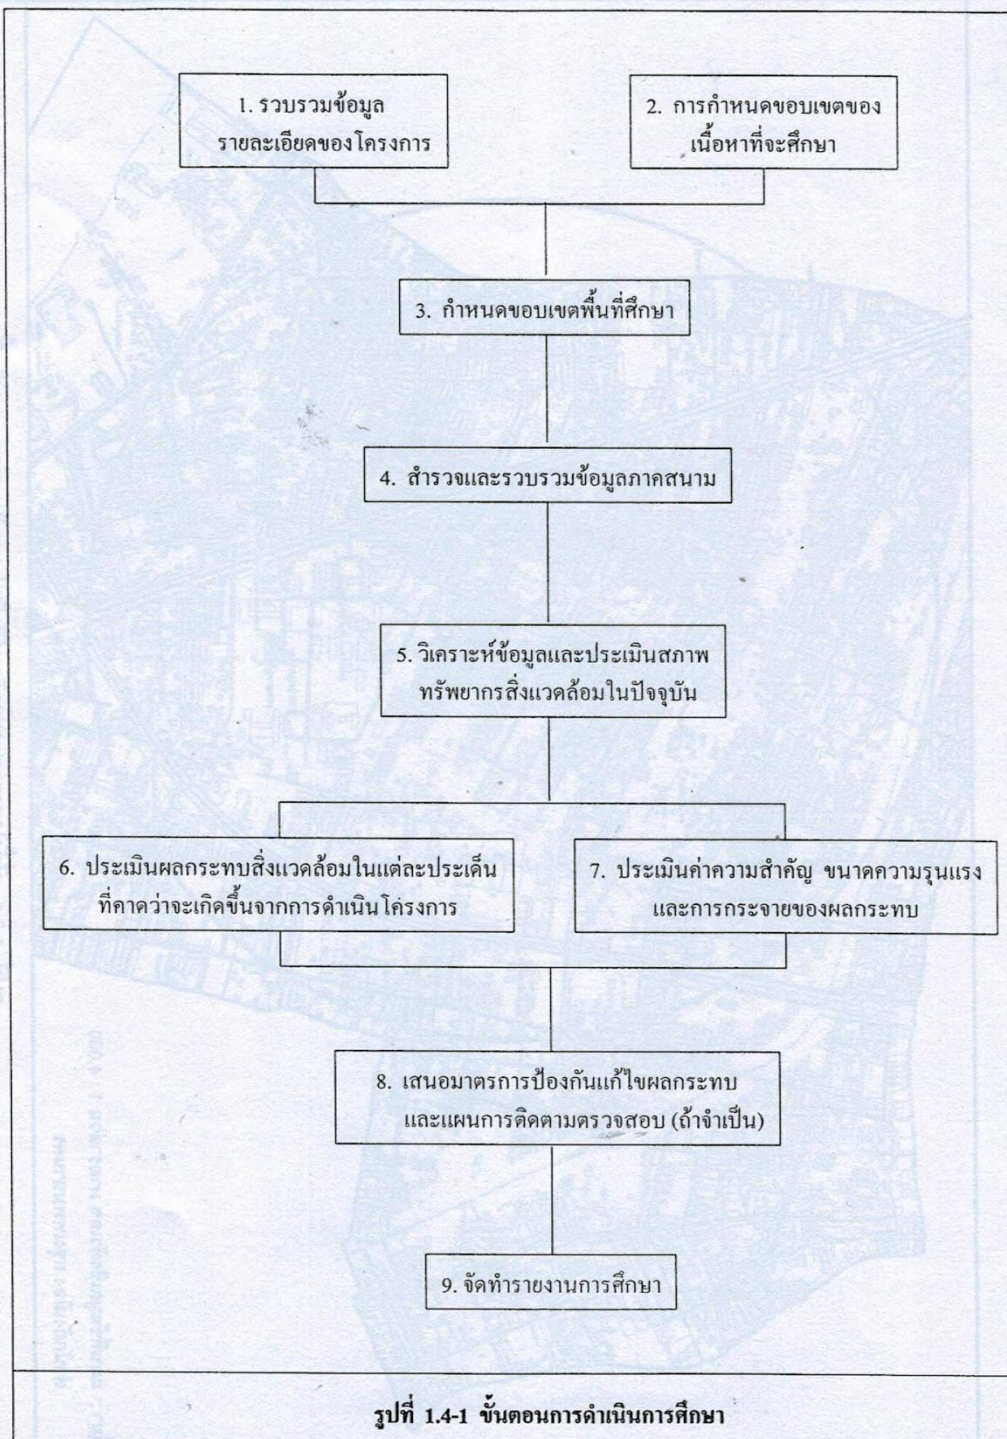 1. รวบรวมข้อมูล
รายละเอียดของโครงการ
2. การกำหนดขอบเขตของ
เนื้อหาที่จะศึกษา
3. กำหนดขอบเขตพื้นที่ศึกษา
4. สำรวจและรวบรวมข้อมูลภาคสนาม
5. วิเคราะห์ข้อมูลและประเมินสภาพ
ทรัพยากรสิ่งแวดล้อมในปัจจุบัน
6. ประเมินผลกระทบสิ่งแวดล้อมในแต่ละประเด็น
ที่คาดว่าจะเกิดขึ้นจากการดำเนินโครงการ
7. ประเมินค่าความสำคัญ ขนาดความรุนแรง
และการกระจายของผลกระทบ
8. เสนอมาตรการป้องกันแก้ไขผลกระทบ
และแผนการติดตามตรวจสอบ (ถ้าจำเป็น)
9. จัดทำรายงานการศึกษา
รูปที่ 1.4-1 ขั้นตอนการดำเนินการศึกษา